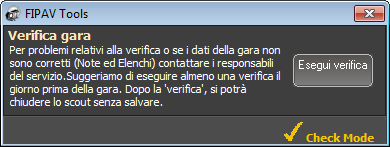 FIPAV Tools
Verifica gara
Per problemi relativi alla verifica o se i dati della gara non
sono corretti (Note ed Elenchi) contattare i responsabili
del servizio.Suggeriamo di eseguire almeno una verifica il
giorno prima della gara. Dopo la 'verifica', si potrà
chiudere lo scout senza salvare.
Esegui verifica
Check Mode